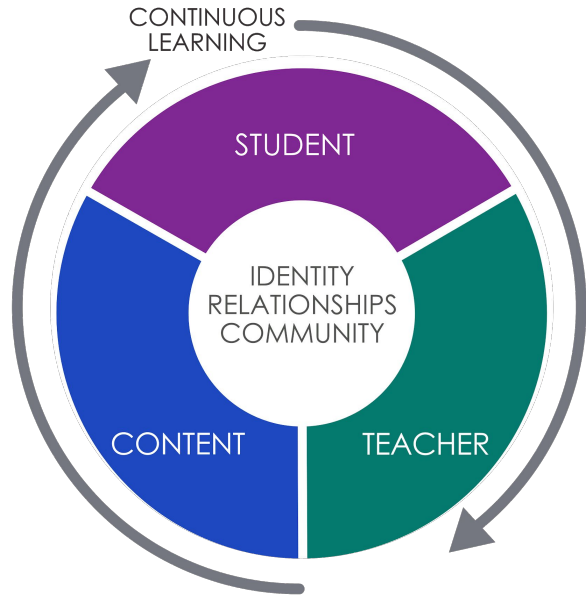 CONTINUOUS
LEARNING
STUDENT
IDENTITY
RELATIONSHIPS
COMMUNITY
CONTENT
TEACHER